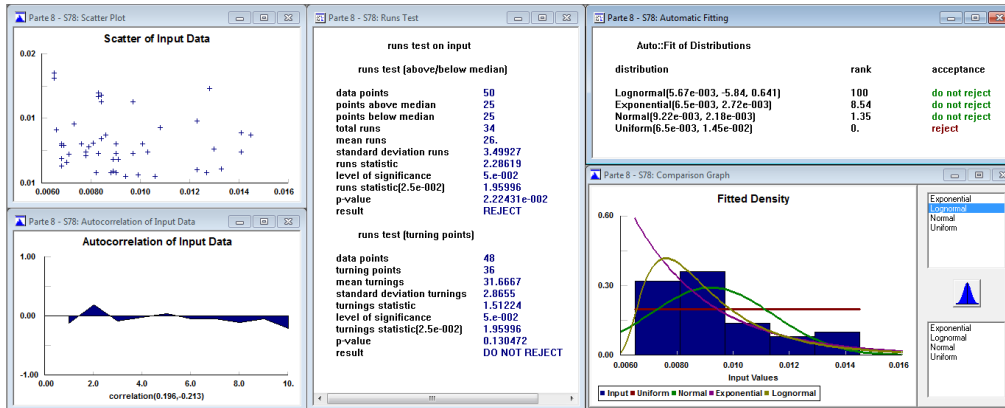 Parte 8 - S78: Scatter Plot
Scatter of Input Data
0.02
0.01
0.01
0.0060 0.0080 0.010 0.012 0.014 0.016
Parte 8 - S78: Autocorrelation of Input Data
Autocorrelation of Input Data
1.00
0.00
-1.00
0.00 2.0 4.0 6.0 8.0 10.
correlation(0.196,-0.213)
Parte 8 - S78: Runs Test
runs test on input
runs test (above/below median)
data points 50
points above median 25
points below median 25
total runs 34
mean runs 26.
standard deviation runs 3.49927
runs statistic 2.28619
level of significance 5.e-002
runs statistic(2.5e-002) 1.95996
p-value 2.22431e-002
result REJECT
runs test (turning points)
data points 48
turning points 36
mean turnings 31.6667
standard deviation turnings 2.8655
turnings statistic 1.51224
level of significance 5.e-002
turnings statistic(2.5e-002) 1.95996
p-value 0.130472
result DO NOT REJECT
Parte 8 - S78: Automatic Fitting
Auto::Fit of Distributions
distribution rank acceptance
Lognormal(5.67e-003, -5.84, 0.641) 100 do not reject
Exponential(6.5e-003, 2.72e-003) 8.54 do not reject
Normal(9.22e-003, 2.18e-003) 1.35 do not reject
Uniform(6.5e-003, 1.45e-002) 0. reject
Parte 8 - S78: Comparison Graph
Fitted Density
0.60
0.30
0.00
0.0060 0.0080 0.010 0.012 0.014 0.016
Input Values
Input Uniform Normal Exponential Lognormal
Exponential
Lognormal
Normal
Uniform
Exponential
Lognormal
Normal
Uniform